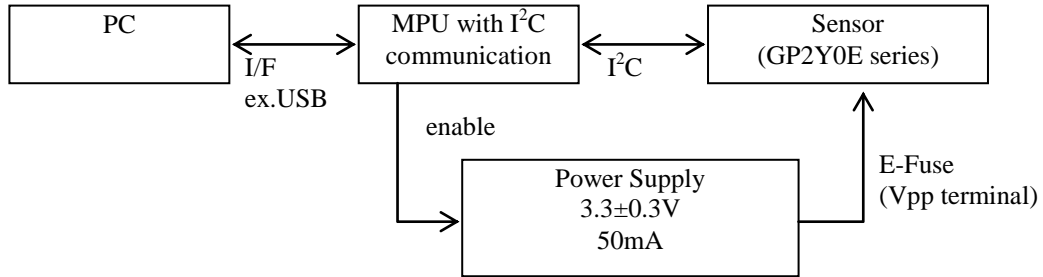 PC
MPU with I²C
communication
Sensor
(GP2Y0E series)
I/F
ex.USB
I²C
enable
E-Fuse
(Vpp terminal)
Power Supply
3.3±0.3V
50mA